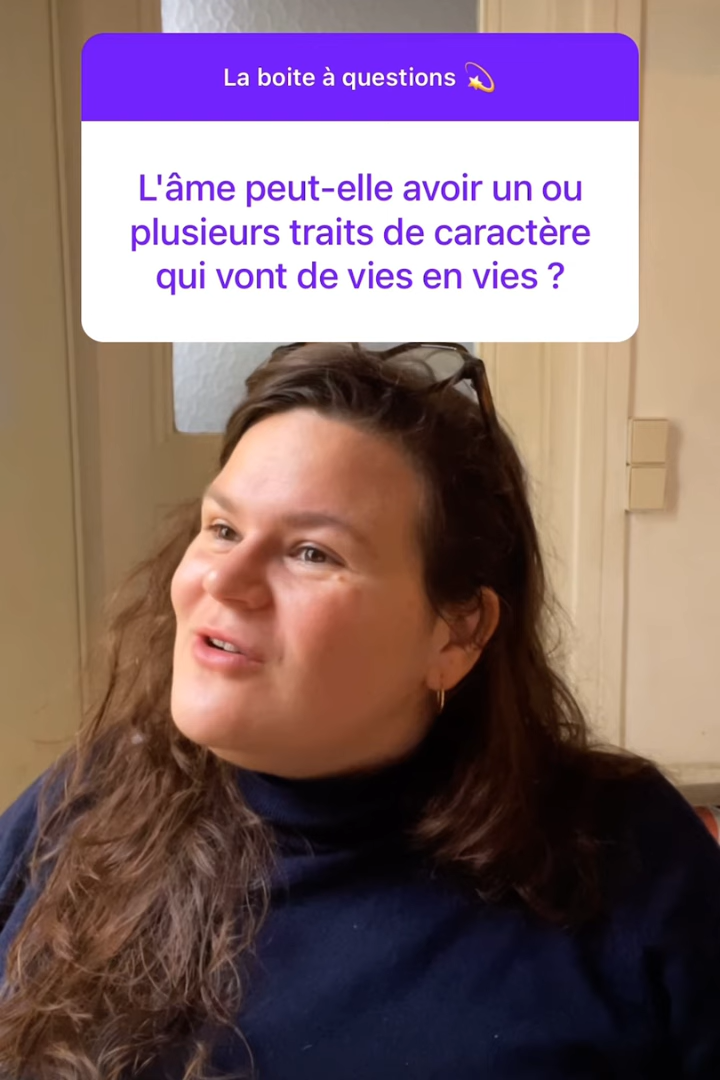 La boite à questions 💫
L'âme peut-elle avoir un ou
plusieurs traits de caractère
qui vont de vies en vies ?